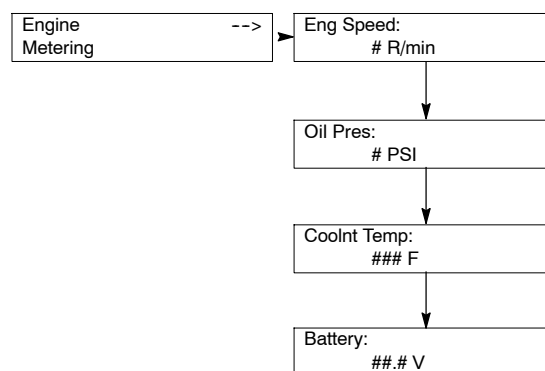 Engine -->
Metering
Eng Speed:
# R/min
Oil Pres:
# PSI
Coolnt Temp:
### F
Battery:
##.# V